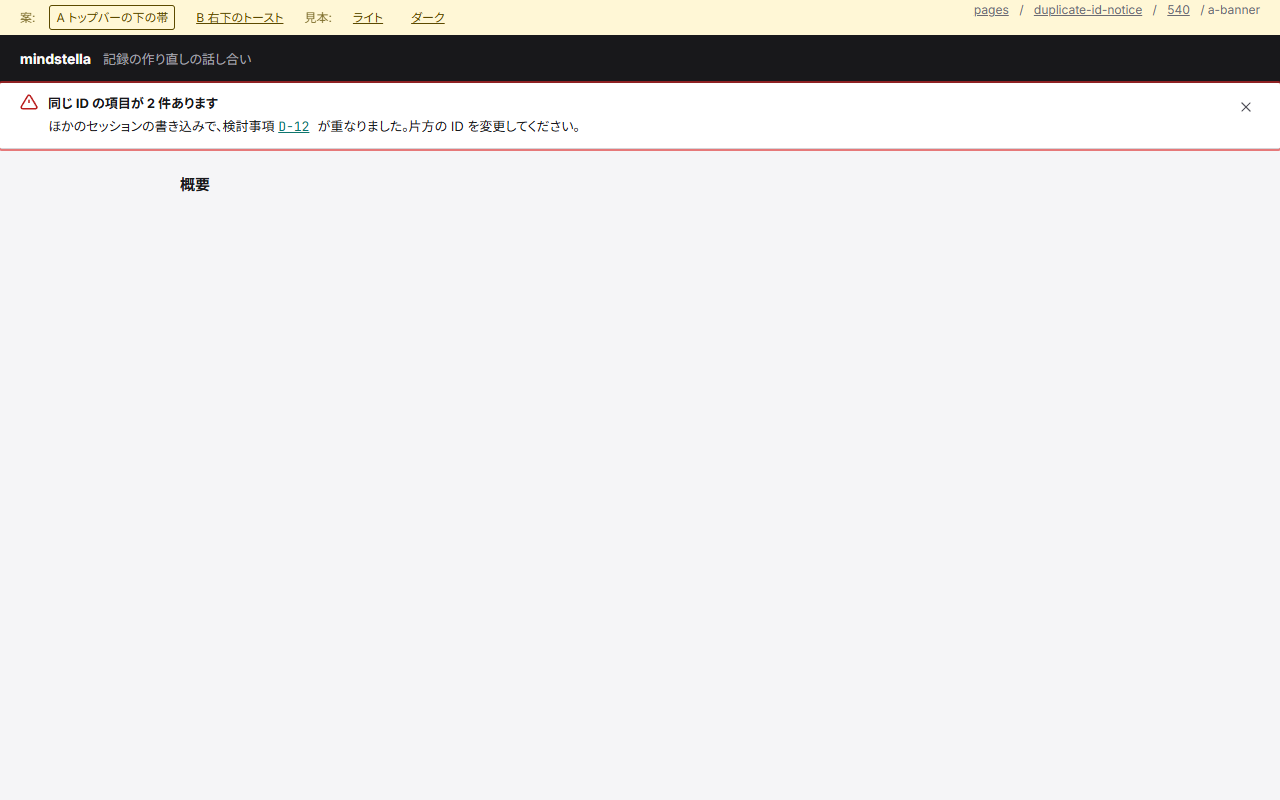 案: A トップバーの下の帯 B 右下のトースト 見本: ライト ダーク pages / duplicate-id-notice / 540 / a-banner
mindstella 記録の作り直しの話し合い
同じ ID の項目が 2 件あります
ほかのセッションの書き込みで、検討事項 D-12 が重なりました。片方の ID を変更してください。
概要